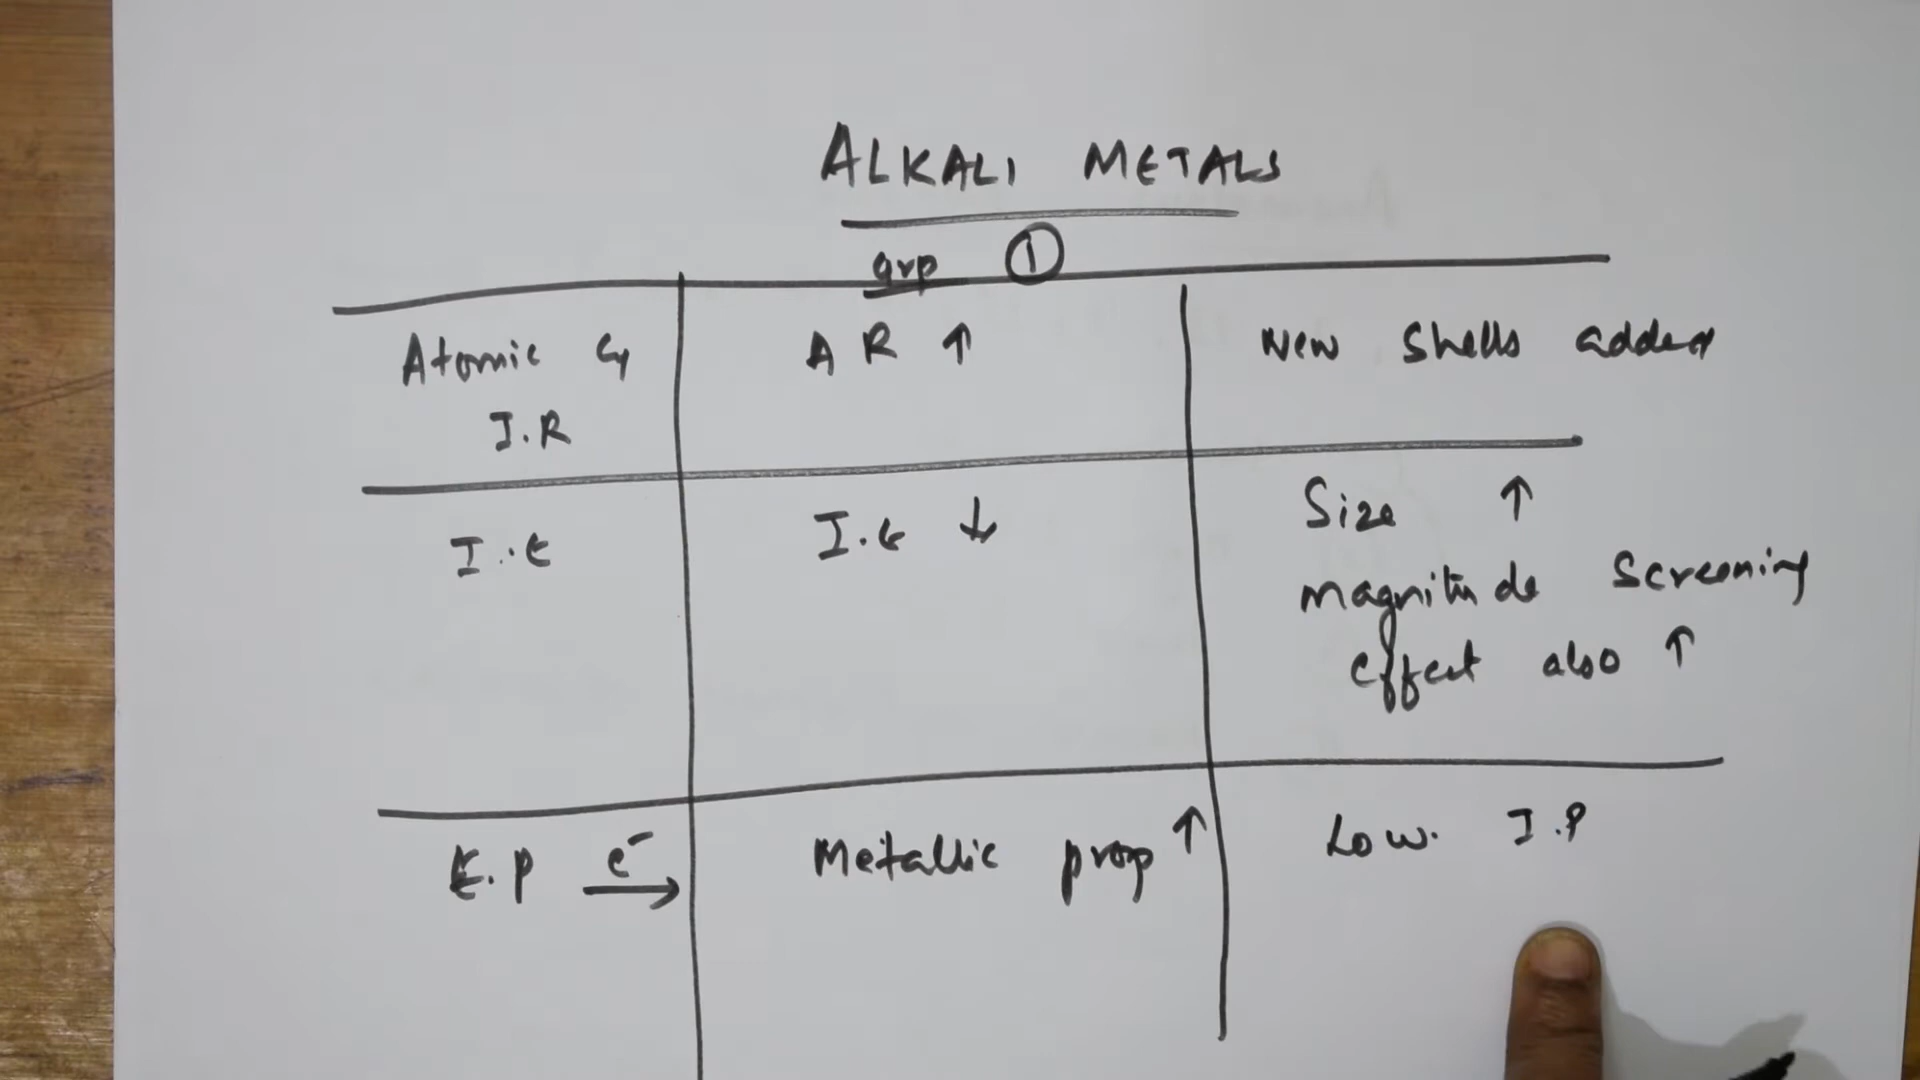 ALKALI METALS
grp ①
Atomic & I.R
A R ↑
New Shells added
I.E
I.E ↓
Size ↑
magnitude Screening
effect also ↑
E.P e⁻ →
Metallic prop ↑
Low. I.P